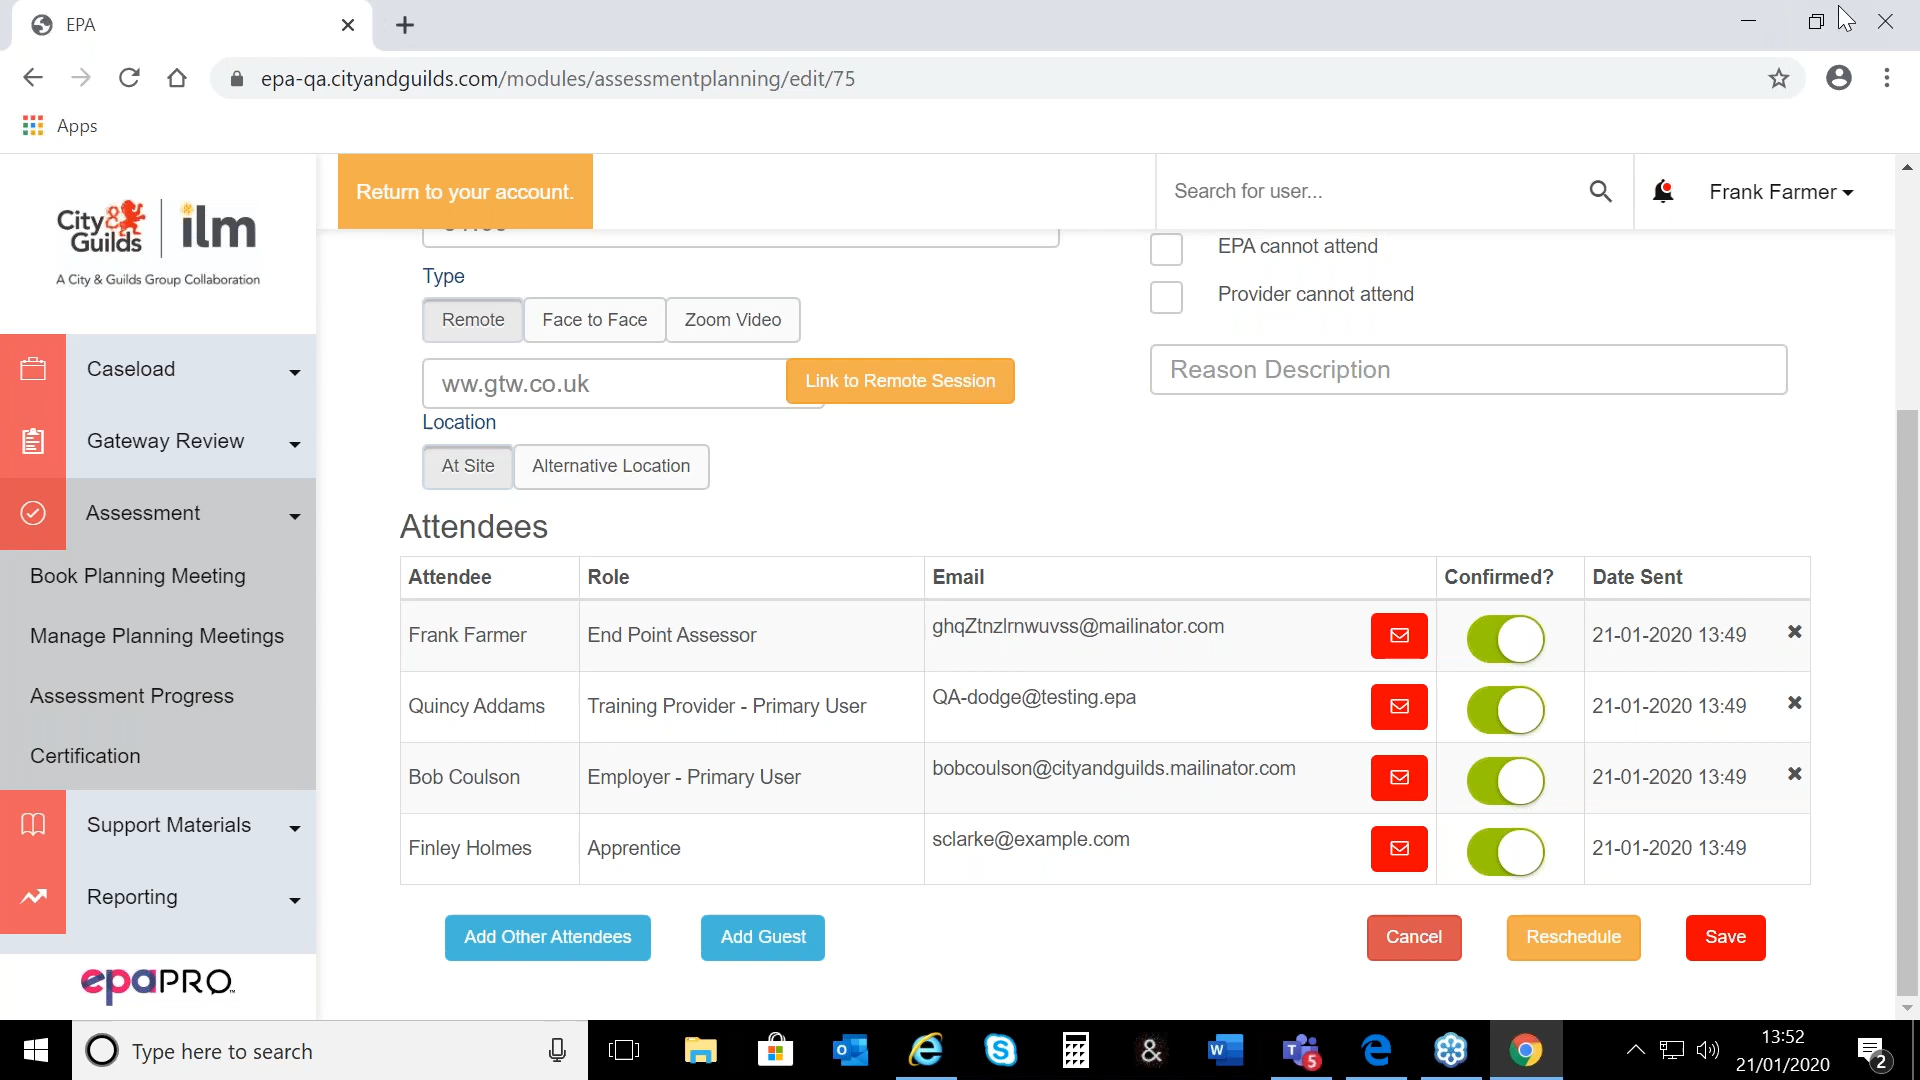 EPA
epa-qa.cityandguilds.com/modules/assessmentplanning/edit/75
Apps
City & Guilds | ilm
A City & Guilds Group Collaboration
Return to your account.
Search for user...
Frank Farmer
Caseload
Gateway Review
Assessment
Book Planning Meeting
Manage Planning Meetings
Assessment Progress
Certification
Support Materials
Reporting
epaPRO™
EPA cannot attend
Provider cannot attend
Reason Description
Type
Remote Face to Face Zoom Video
ww.gtw.co.uk Link to Remote Session
Location
At Site Alternative Location
Attendees
Attendee Role Email Confirmed? Date Sent
Frank Farmer End Point Assessor ghqZtnzlrnwuvss@mailinator.com 21-01-2020 13:49
Quincy Addams Training Provider - Primary User QA-dodge@testing.epa 21-01-2020 13:49
Bob Coulson Employer - Primary User bobcoulson@cityandguilds.mailinator.com 21-01-2020 13:49
Finley Holmes Apprentice sclarke@example.com 21-01-2020 13:49
Add Other Attendees Add Guest Cancel Reschedule Save
Type here to search
&
5
13:52
21/01/2020
2